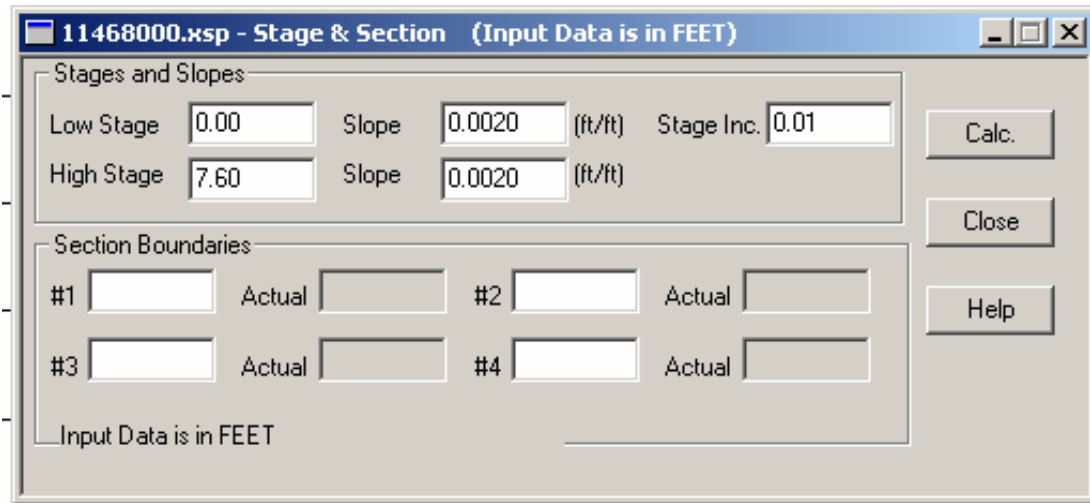 11468000.xsp - Stage & Section (Input Data is in FEET)
Stages and Slopes
Low Stage 0.00 Slope 0.0020 (ft/ft) Stage Inc. 0.01
High Stage 7.60 Slope 0.0020 (ft/ft)
Calc.
Close
Help
Section Boundaries
#1 Actual #2 Actual
#3 Actual #4 Actual
Input Data is in FEET